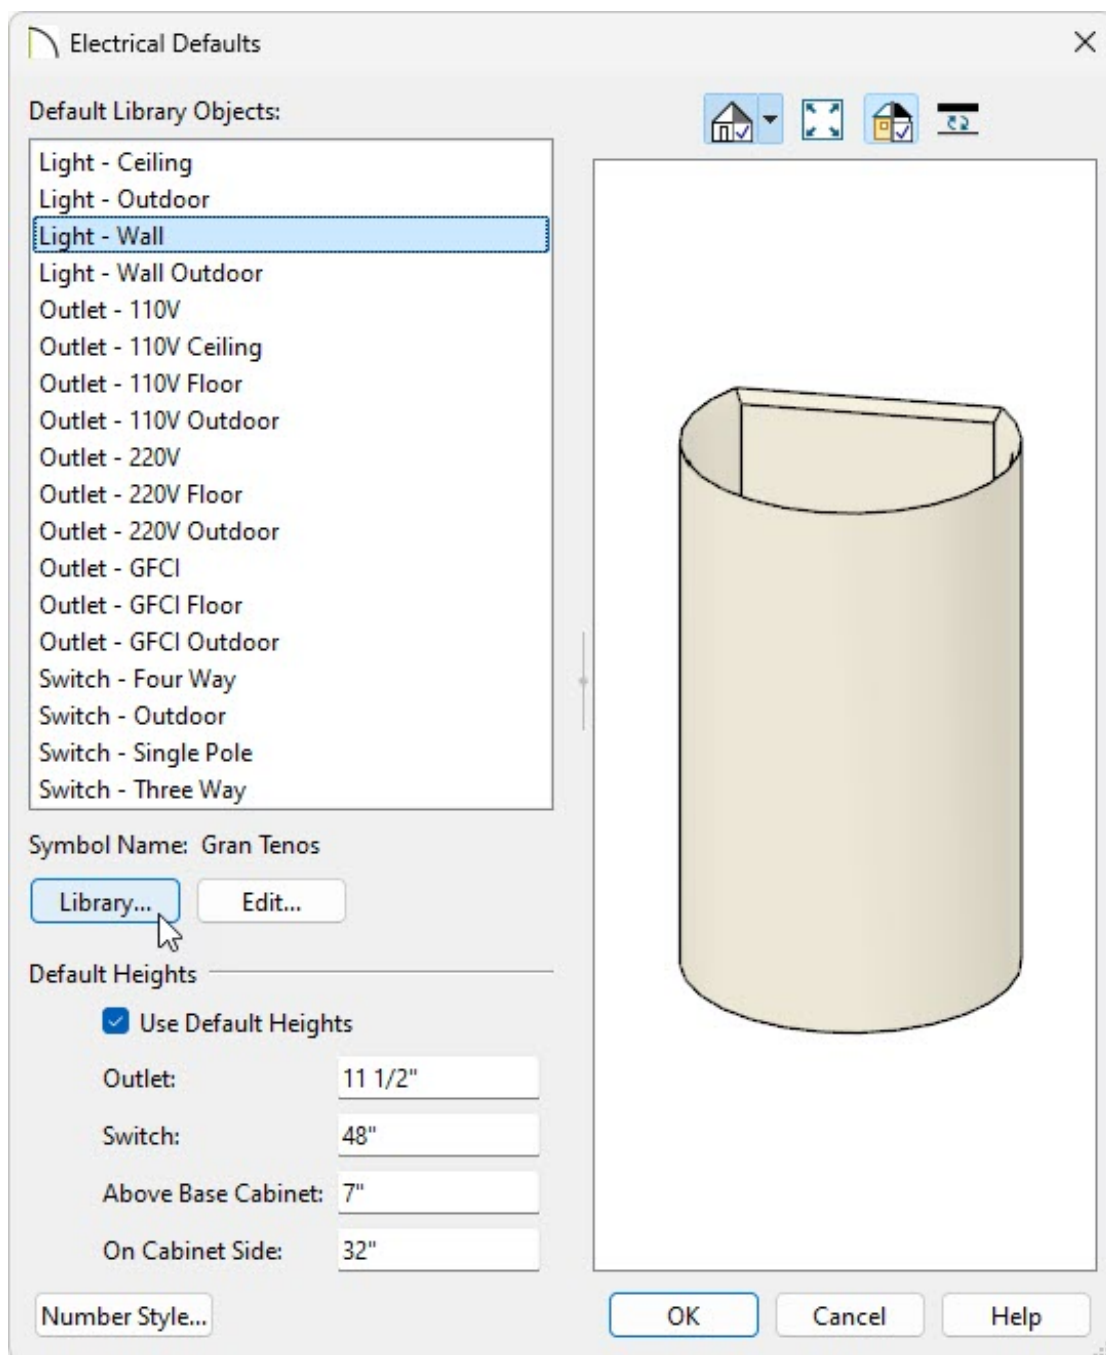 Electrical Defaults
Default Library Objects:
Light - Ceiling
Light - Outdoor
Light - Wall
Light - Wall Outdoor
Outlet - 110V
Outlet - 110V Ceiling
Outlet - 110V Floor
Outlet - 110V Outdoor
Outlet - 220V
Outlet - 220V Floor
Outlet - 220V Outdoor
Outlet - GFCI
Outlet - GFCI Floor
Outlet - GFCI Outdoor
Switch - Four Way
Switch - Outdoor
Switch - Single Pole
Switch - Three Way
Symbol Name: Gran Tenos
Library... Edit...
Default Heights
Use Default Heights
Outlet: 11 1/2"
Switch: 48"
Above Base Cabinet: 7"
On Cabinet Side: 32"
Number Style... OK Cancel Help